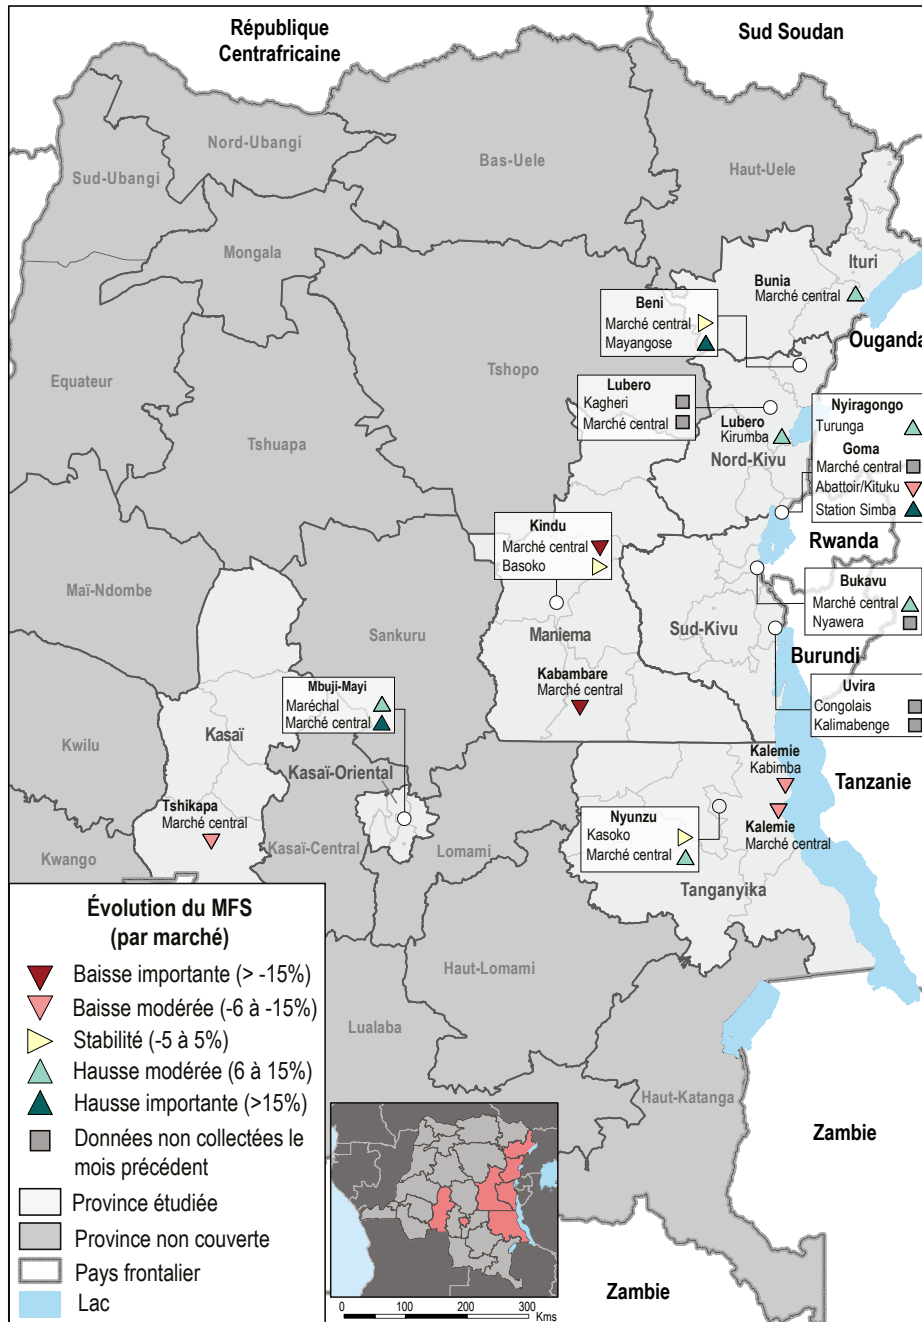 République
Centrafricaine
Sud Soudan
Nord-Ubangi
Sud-Ubangi
Bas-Uele
Haut-Uele
Mongala
Ituri
Bunia
Marché central
Beni
Marché central
Mayangose
Ouganda
Equateur
Tshopo
Lubero
Kagheri
Marché central
Lubero
Kirumba
Nord-Kivu
Nyiragongo
Turunga
Goma
Marché central
Abattoir/Kituku
Station Simba
Tshuapa
Kindu
Marché central
Basoko
Rwanda
Maï-Ndombe
Bukavu
Marché central
Nyawera
Sankuru
Maniema
Sud-Kivu
Burundi
Kabambare
Marché central
Uvira
Congolais
Kalimabenge
Mbuji-Mayi
Maréchal
Marché central
Kasaï
Kwilu
Kasaï-Oriental
Kalemie
Kabimba
Tanzanie
Tshikapa
Marché central
Nyunzu
Kasoko
Marché central
Kalemie
Marché central
Kasaï-Central
Lomami
Kwango
Tanganyika
Évolution du MFS
(par marché)
Baisse importante (> -15%)
Baisse modérée (-6 à -15%)
Stabilité (-5 à 5%)
Hausse modérée (6 à 15%)
Hausse importante (>15%)
Données non collectées le
mois précédent
Province étudiée
Province non couverte
Pays frontalier
Lac
Haut-Lomami
Lualaba
Haut-Katanga
Zambie
Zambie
0 100 200 300
Kms